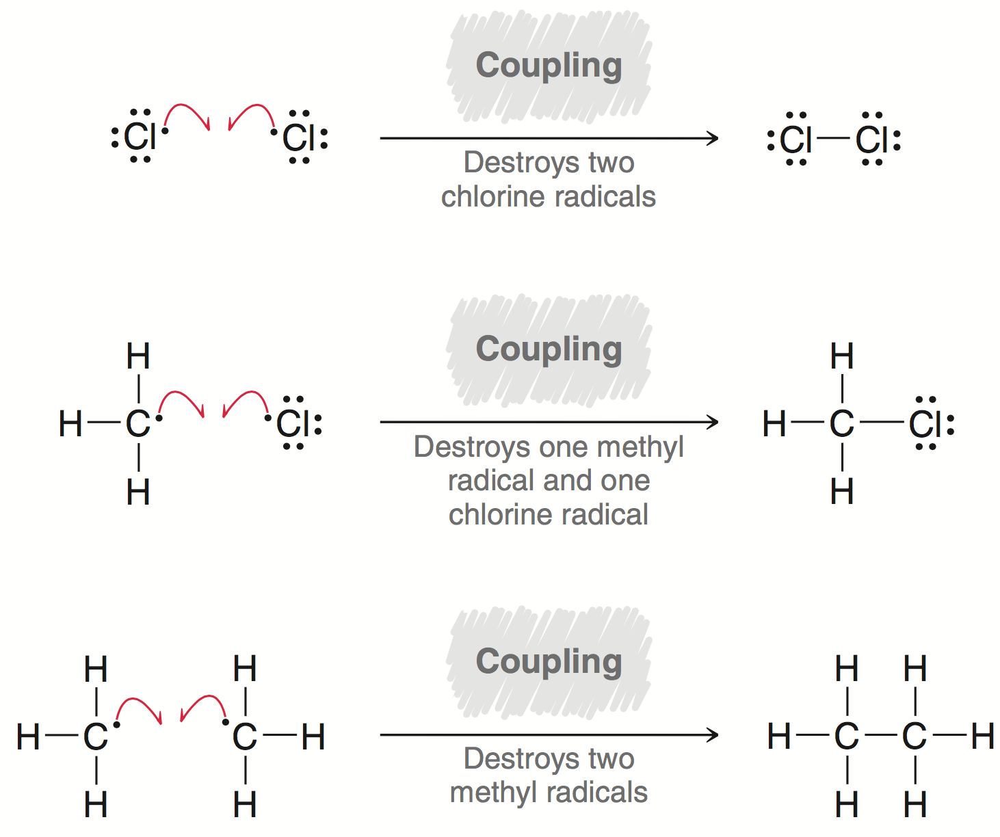 Coupling
Cl Cl Cl Cl
Destroys two
chlorine radicals
Coupling
H H
H C Cl H C Cl
Destroys one methyl
radical and one
chlorine radical
H H
Coupling
H H H H
H C C H H C C H
Destroys two
methyl radicals
H H H H